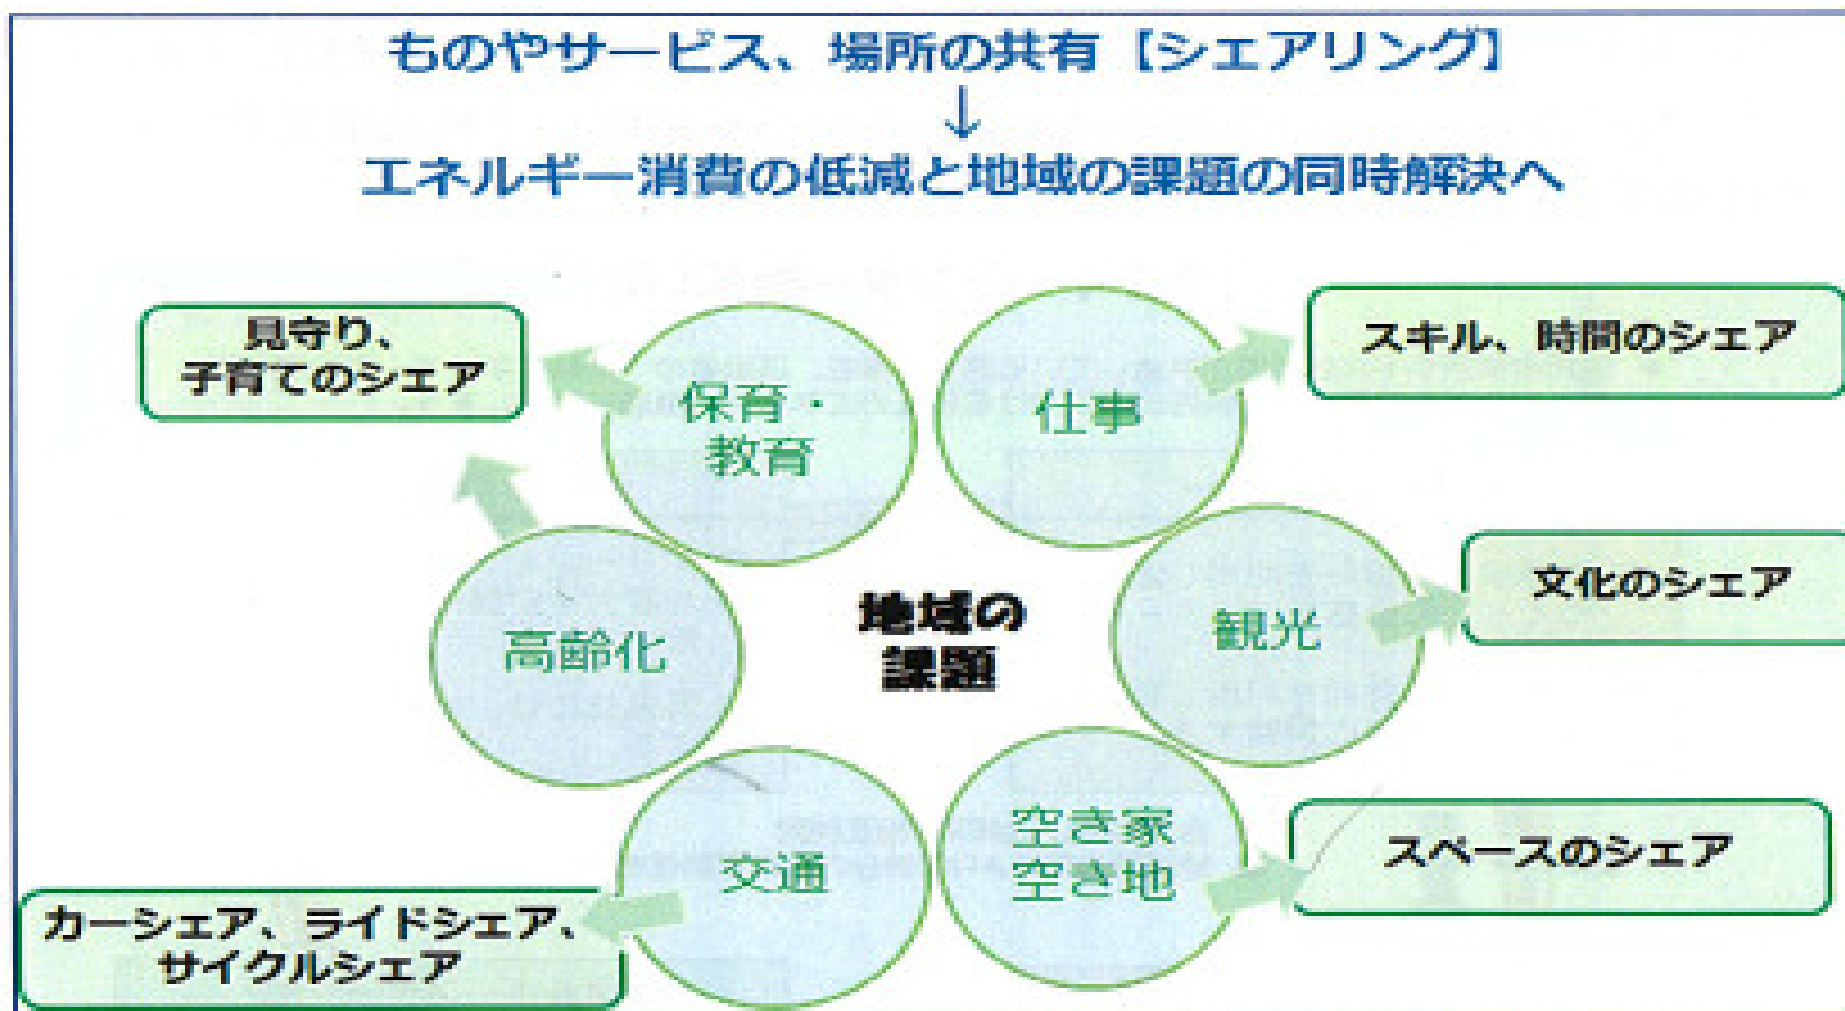 ものやサービス、場所の共有【シェアリング】
↓
エネルギー消費の低減と地域の課題の同時解決へ
見守り、
子育てのシェア
保育・
教育
仕事
スキル、時間のシェア
高齢化
地域の
課題
観光
文化のシェア
交通
空き家
空き地
スペースのシェア
カーシェア、ライドシェア、
サイクルシェア